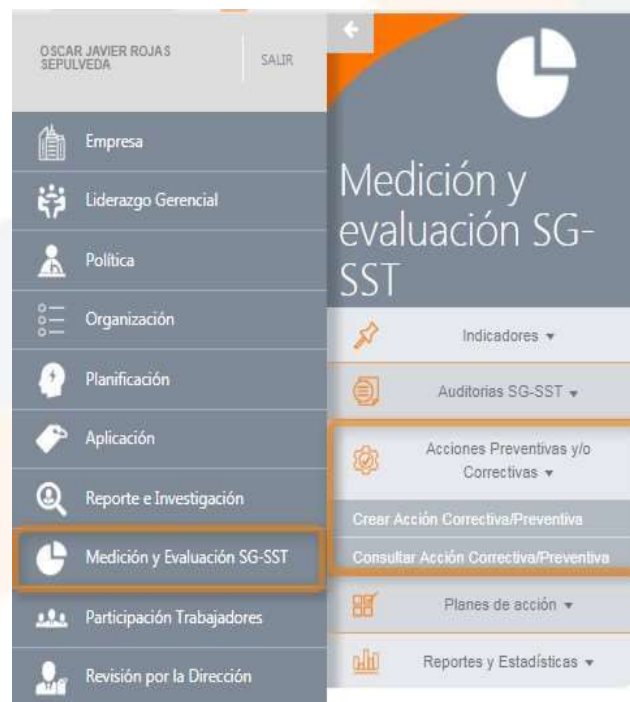 OSCAR JAVIER ROJAS
SEPULVEDA
SALIR
Empresa
Liderazgo Gerencial
Política
Organización
Planificación
Aplicación
Reporte e Investigación
Medición y Evaluación SG-SST
Participación Trabajadores
Revisión por la Dirección
Medición y
evaluación SG-
SST
Indicadores
Auditorias SG-SST
Acciones Preventivas y/o
Correctivas
Crear Acción Correctiva/Preventiva
Consultar Acción Correctiva/Preventiva
Planes de acción
Reportes y Estadísticas